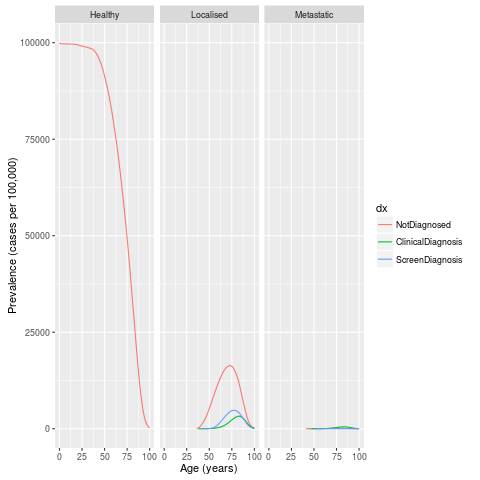 Healthy Localised Metastatic
100000
75000
50000
25000
0
0 25 50 75 100 0 25 50 75 100 0 25 50 75 100
Age (years)
Prevalence (cases per 100,000)
dx
NotDiagnosed
ClinicalDiagnosis
ScreenDiagnosis